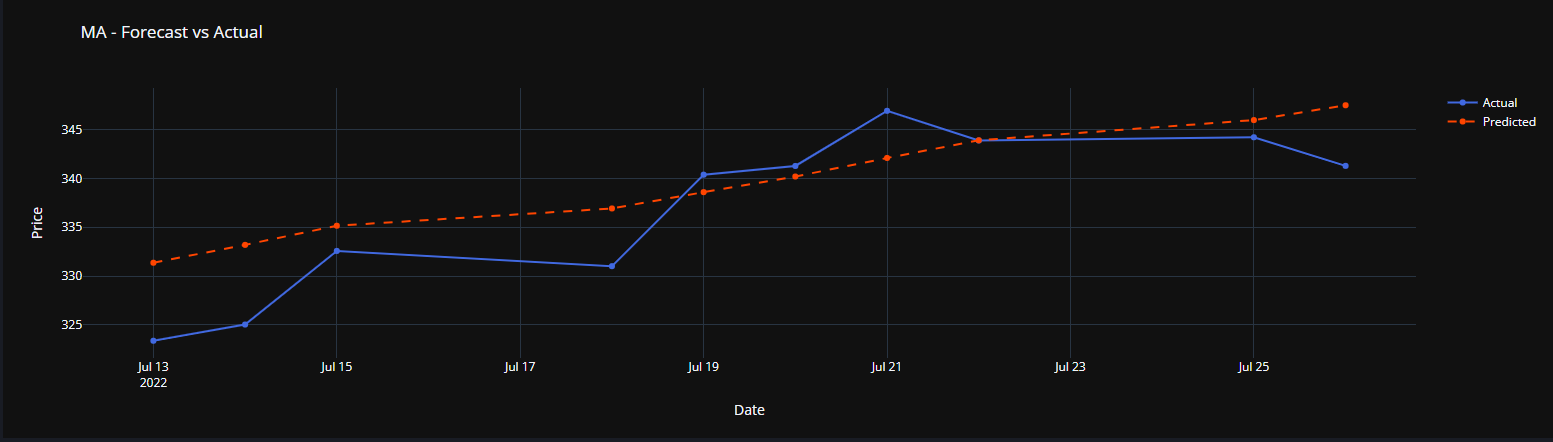 MA - Forecast vs Actual
Actual
Predicted
345
340
335
330
325
Price
Jul 13
2022
Jul 15
Jul 17
Jul 19
Jul 21
Jul 23
Jul 25
Date